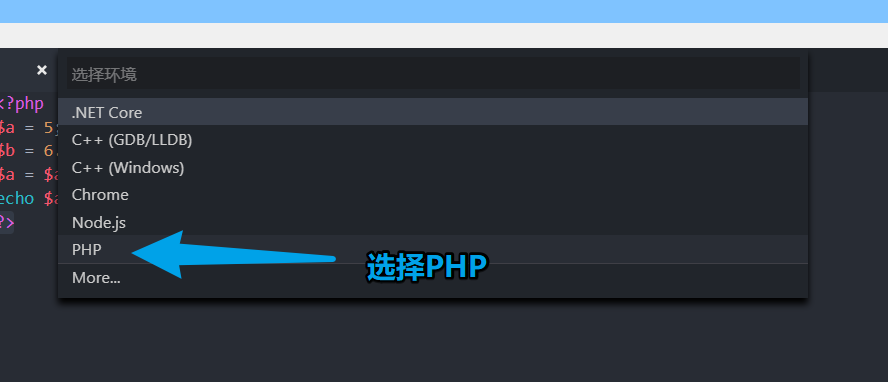 选择环境
<?php
$a = 5;
$b = 6
$a = $a
echo $a
?>
.NET Core
C++ (GDB/LLDB)
C++ (Windows)
Chrome
Node.js
PHP
More...
选择PHP